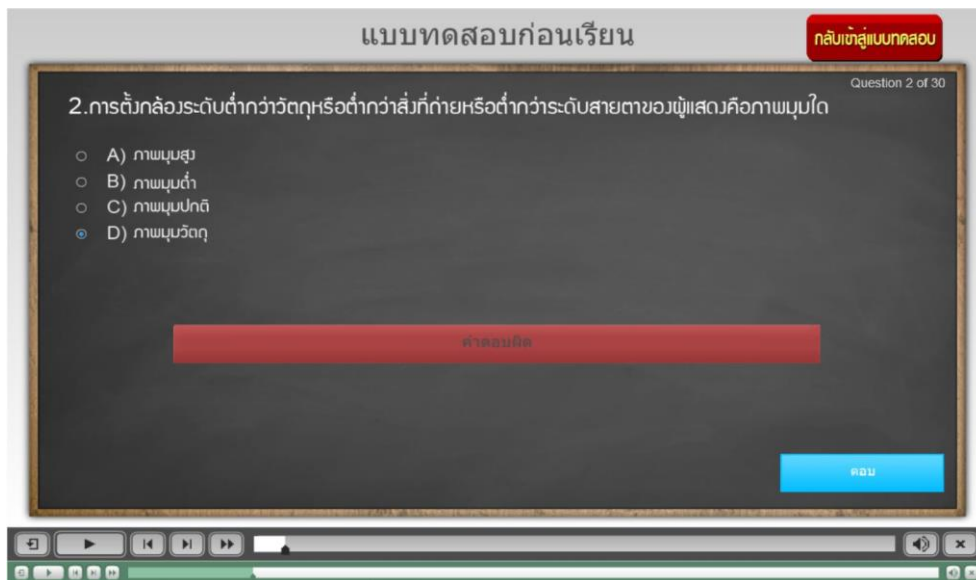 แบบทดสอบก่อนเรียน
กลับเข้าสู่แบบทดสอบ
Question 2 of 30
2.การตั้งกล้องระดับต่ำกว่าวัตถุหรือต่ำกว่าสิ่งที่ถ่ายหรือต่ำกว่าระดับสายตาของผู้แสดงคือภาพมุมใด
A) ภาพมุมสูง
B) ภาพมุมต่ำ
C) ภาพมุมปกติ
D) ภาพมุมวัตถุ
คำตอบผิด
ตอบ